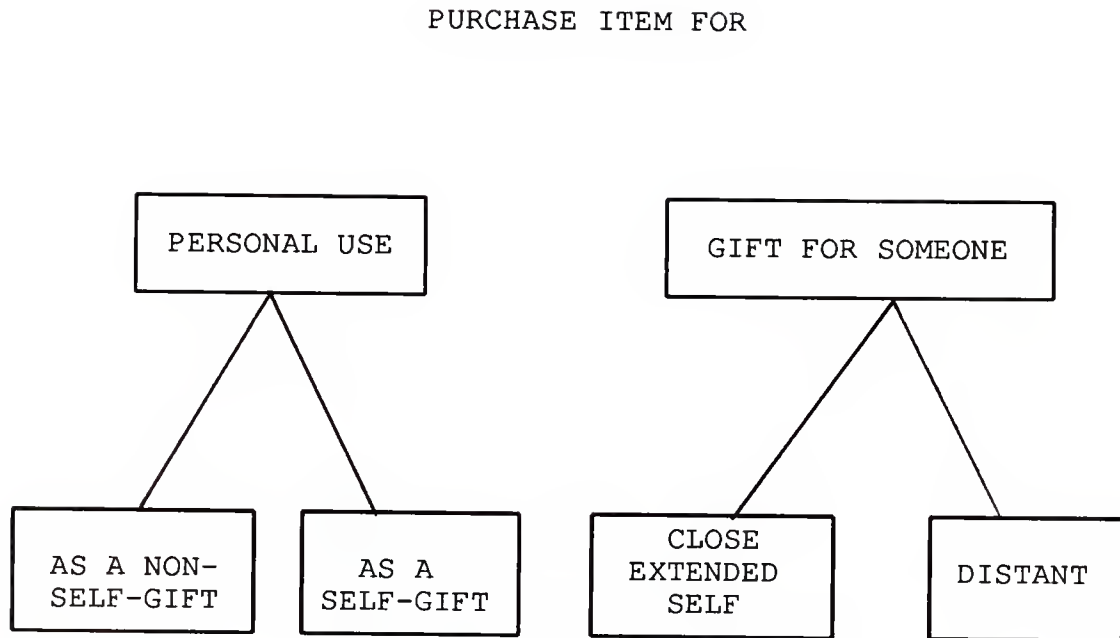 PURCHASE ITEM FOR
PERSONAL USE
GIFT FOR SOMEONE
AS A NON-
SELF-GIFT
AS A
SELF-GIFT
CLOSE
EXTENDED
SELF
DISTANT